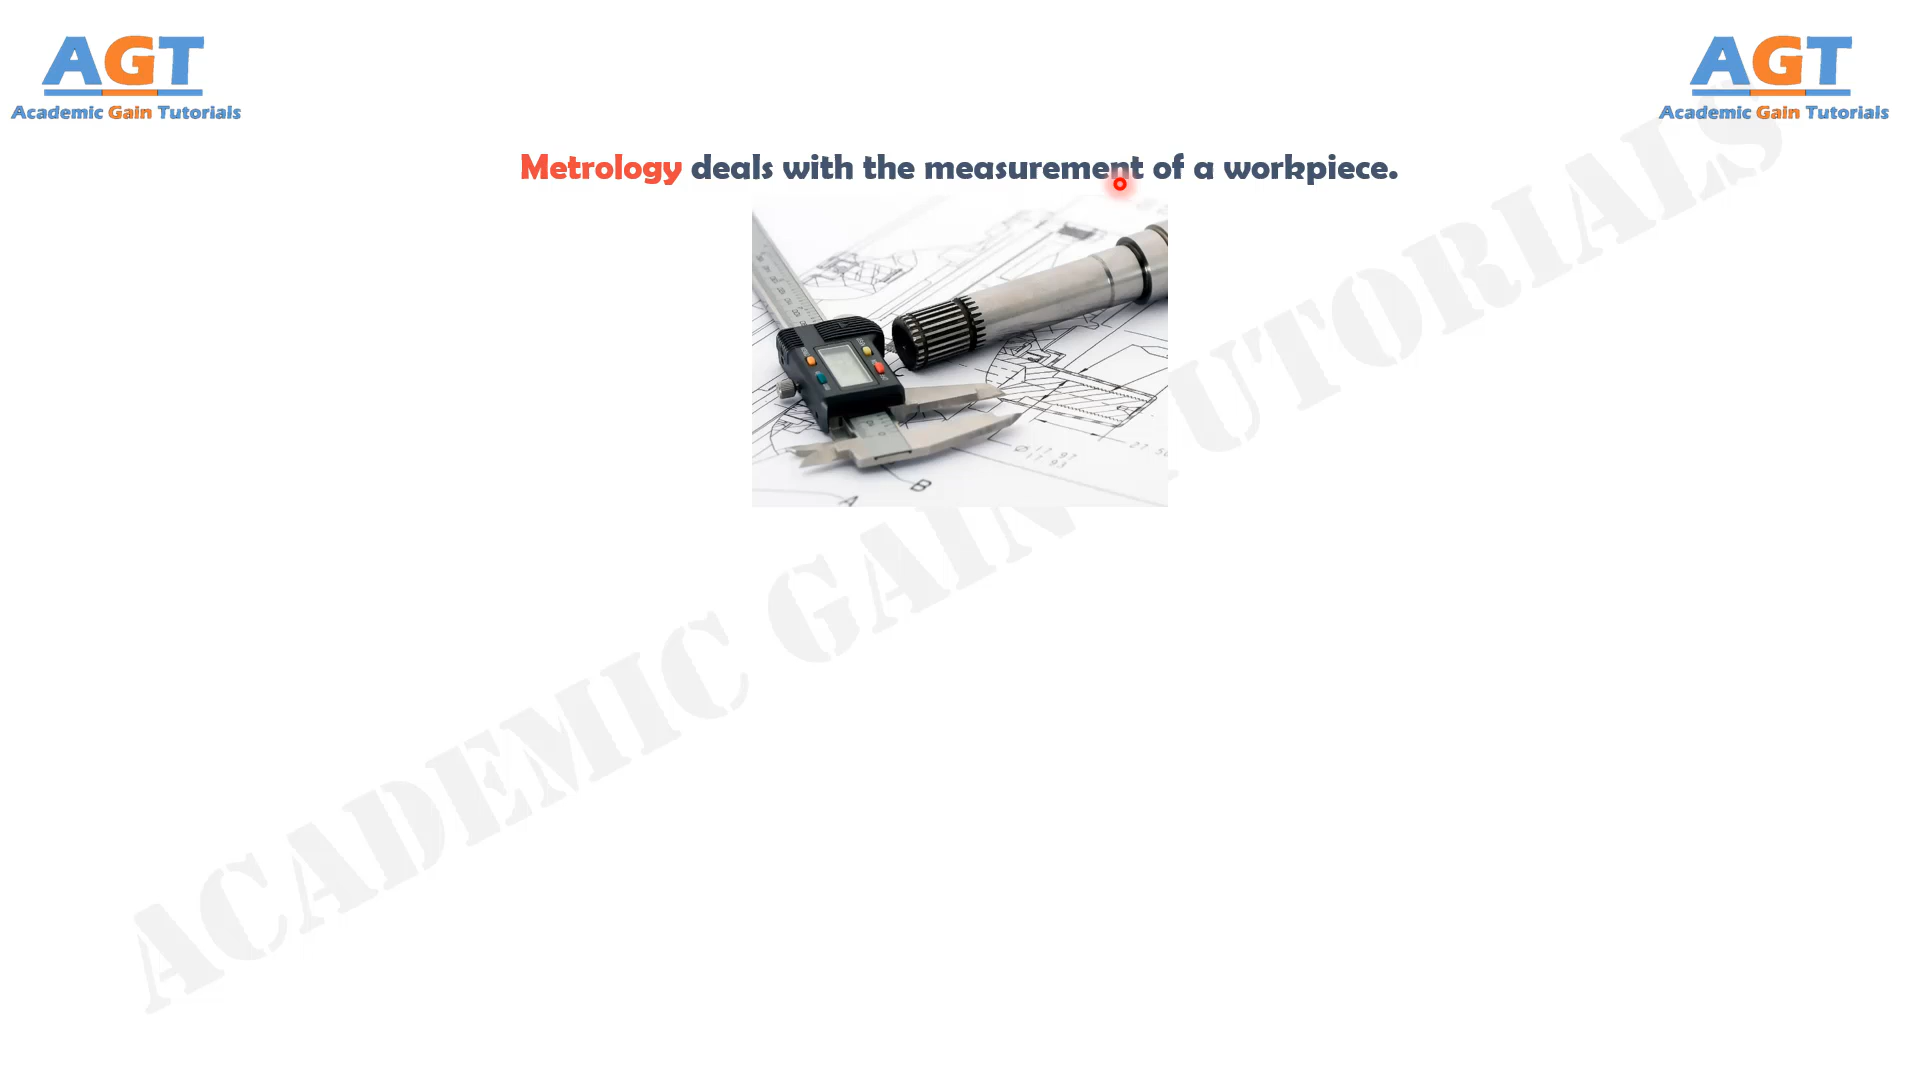 AGT
Academic Gain Tutorials
AGT
Academic Gain Tutorials
Metrology deals with the measurement of a workpiece.
ACADEMIC GAIN TUTORIALS
A
B